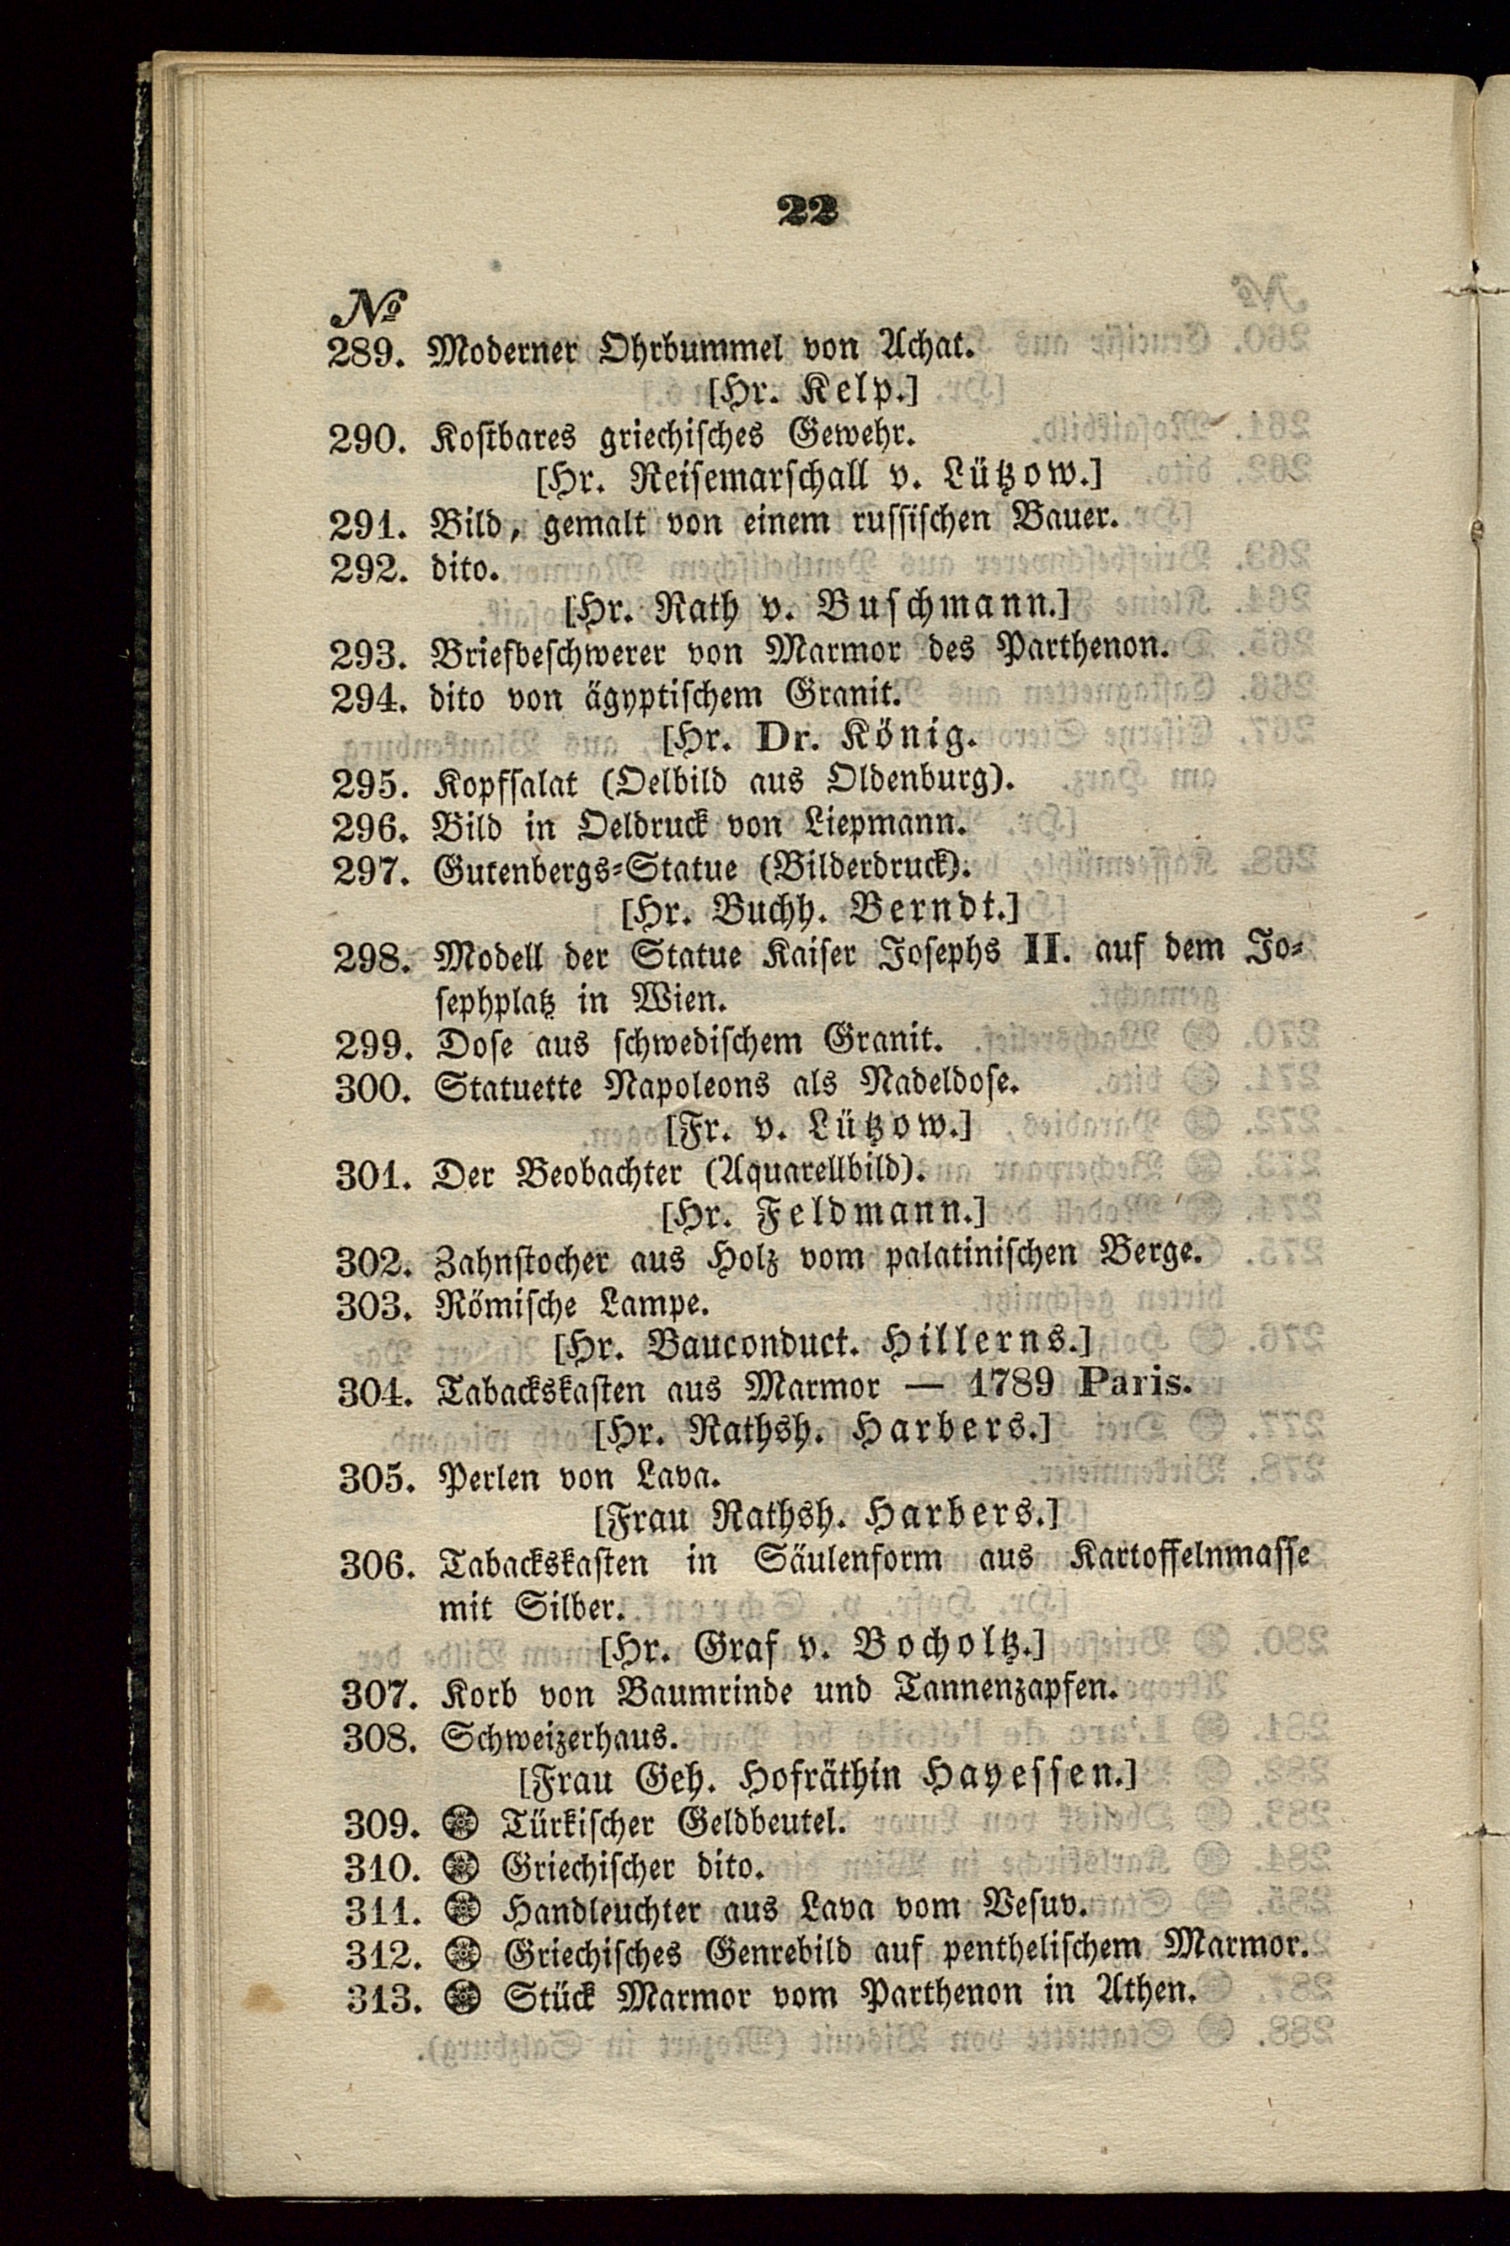 22
№
289. Moderner Ohrbummel von Achat.
[Hr. Kelp.]
290. Kostbares griechisches Gewehr.
[Hr. Reisemarschall v. Lützow.]
291. Bild, gemalt von einem russischen Bauer.
292. dito.
[Hr. Rath v. Buschmann.]
293. Briefbeschwerer von Marmor des Parthenon.
294. dito von ägyptischem Granit.
[Hr. Dr. König.
295. Kopfsalat (Oelbild aus Oldenburg).
296. Bild in Oeldruck von Liepmann.
297. Gutenbergs-Statue (Bilderdruck).
[Hr. Buchh. Berndt.]
298. Modell der Statue Kaiser Josephs II. auf dem Jo-
sephplatz in Wien.
299. Dose aus schwedischem Granit.
300. Statuette Napoleons als Nadeldose.
[Fr. v. Lützow.]
301. Der Beobachter (Aquarellbild).
[Hr. Feldmann.]
302. Zahnstocher aus Holz vom palatinischen Berge.
303. Römische Lampe.
[Hr. Bauconduct. Hillerns.]
304. Tabackskasten aus Marmor — 1789 Paris.
[Hr. Rathsh. Harbers.]
305. Perlen von Lava.
[Frau Rathsh. Harbers.]
306. Tabackskasten in Säulenform aus Kartoffelnmasse
mit Silber.
[Hr. Graf v. Bocholtz.]
307. Korb von Baumrinde und Tannenzapfen.
308. Schweizerhaus.
[Frau Geh. Hofräthin Hayessen.]
309. Türkischer Geldbeutel.
310. Griechischer dito.
311. Handleuchter aus Lava vom Vesuv.
312. Griechisches Genrebild auf penthelischem Marmor.
313. Stück Marmor vom Parthenon in Athen.